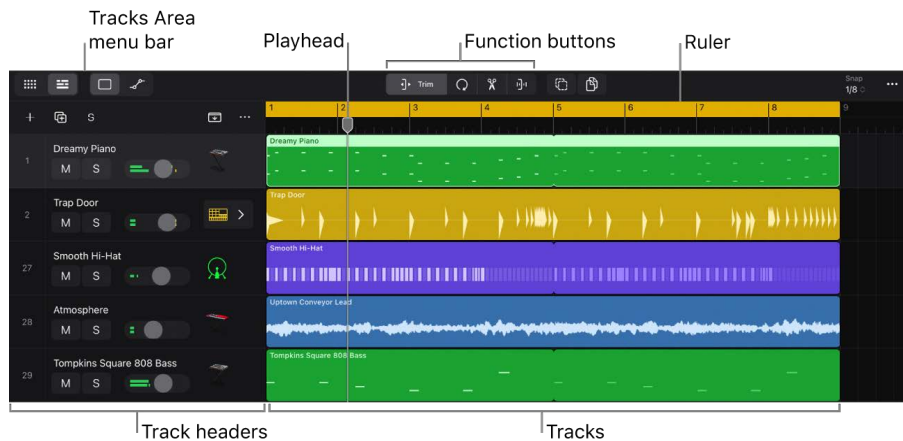 Tracks Area
menu bar
Playhead
Function buttons
Ruler
Trim
Snap
1/8
S
1 2 3 4 5 6 7 8 9
1
Dreamy Piano
M S
Dreamy Piano
2
Trap Door
M S
Trap Door
27
Smooth Hi-Hat
M S
Smooth Hi-Hat
28
Atmosphere
M S
Uptown Conveyor Lead
29
Tompkins Square 808 Bass
M S
Tompkins Square 808 Bass
Track headers
Tracks